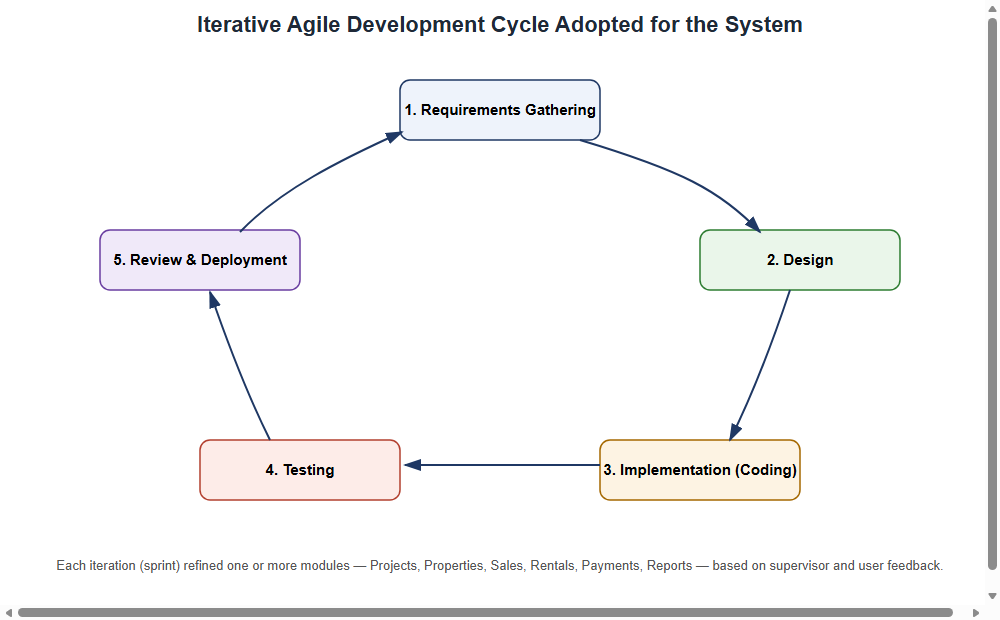 Iterative Agile Development Cycle Adopted for the System
1. Requirements Gathering
5. Review & Deployment
2. Design
4. Testing
3. Implementation (Coding)
Each iteration (sprint) refined one or more modules — Projects, Properties, Sales, Rentals, Payments, Reports — based on supervisor and user feedback.